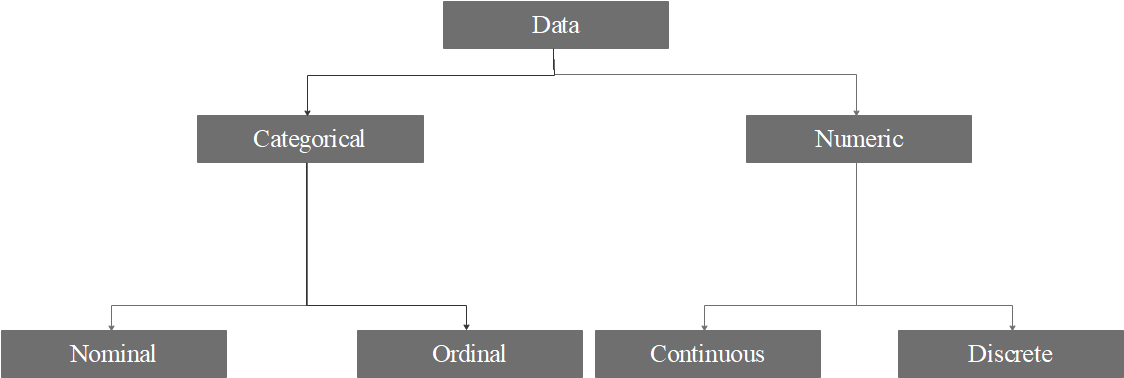 Data
Categorical
Numeric
Nominal
Ordinal
Continuous
Discrete